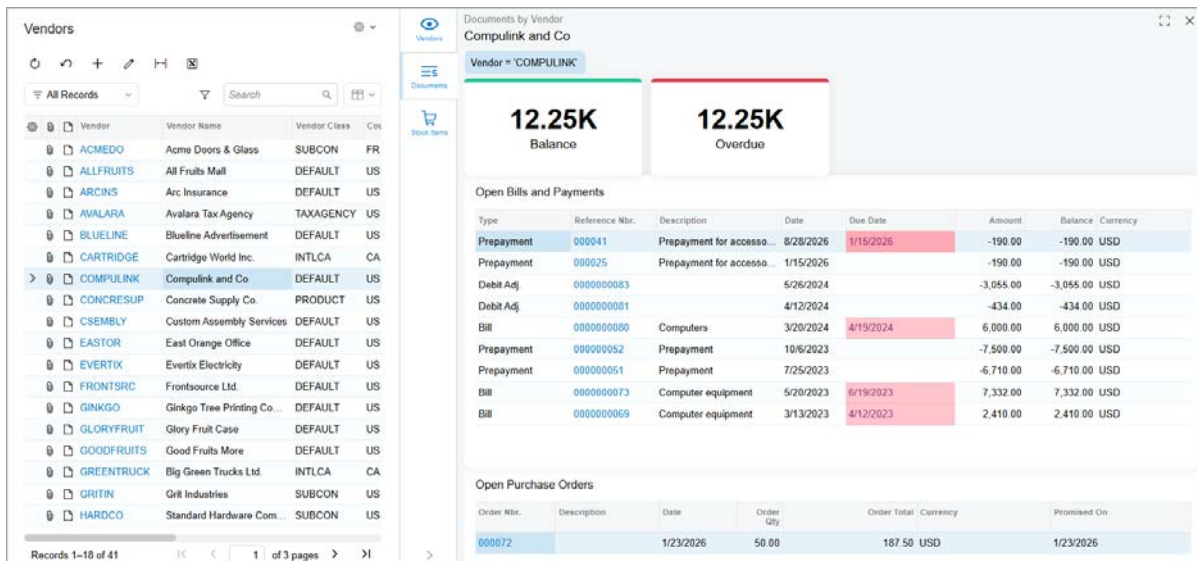 Vendors
All Records
Search
Vendor Vendor Name Vendor Class Cou
ACMEDO Acme Doors & Glass SUBCON FR
ALLFRUITS All Fruits Mall DEFAULT US
ARCINS Arc Insurance DEFAULT US
AVALARA Avalara Tax Agency TAXAGENCY US
BLUELINE Blueline Advertisement DEFAULT US
CARTRIDGE Cartridge World Inc. INTLCA CA
COMPULINK Compulink and Co DEFAULT US
CONCRESUP Concrete Supply Co. PRODUCT US
CSEMBLY Custom Assembly Services DEFAULT US
EASTOR East Orange Office DEFAULT US
EVERTIX Evertix Electricity DEFAULT US
FRONTSRC Frontsource Ltd. DEFAULT US
GINKGO Ginkgo Tree Printing Co... DEFAULT US
GLORYFRUIT Glory Fruit Case DEFAULT US
GOODFRUITS Good Fruits More DEFAULT US
GREENTRUCK Big Green Trucks Ltd. INTLCA CA
GRITIN Grit Industries SUBCON US
HARDCO Standard Hardware Com... SUBCON US
Records 1–18 of 41 1 of 3 pages
Vendors
Documents
Stock Items
Documents by Vendor
Compulink and Co
Vendor = 'COMPULINK'
12.25K
Balance
12.25K
Overdue
Open Bills and Payments
Type Reference Nbr. Description Date Due Date Amount Balance Currency
Prepayment 000041 Prepayment for accesso... 8/28/2026 1/15/2026 -190.00 -190.00 USD
Prepayment 000025 Prepayment for accesso... 1/15/2026 -190.00 -190.00 USD
Debit Adj. 0000000083 5/26/2024 -3,055.00 -3,055.00 USD
Debit Adj. 0000000081 4/12/2024 -434.00 -434.00 USD
Bill 0000000080 Computers 3/20/2024 4/19/2024 6,000.00 6,000.00 USD
Prepayment 000000052 Prepayment 10/6/2023 -7,500.00 -7,500.00 USD
Prepayment 000000051 Prepayment 7/25/2023 -6,710.00 -6,710.00 USD
Bill 0000000073 Computer equipment 5/20/2023 6/19/2023 7,332.00 7,332.00 USD
Bill 0000000069 Computer equipment 3/13/2023 4/12/2023 2,410.00 2,410.00 USD
Open Purchase Orders
Order Nbr. Description Date Order Qty Order Total Currency Promised On
000072 1/23/2026 50.00 187.50 USD 1/23/2026